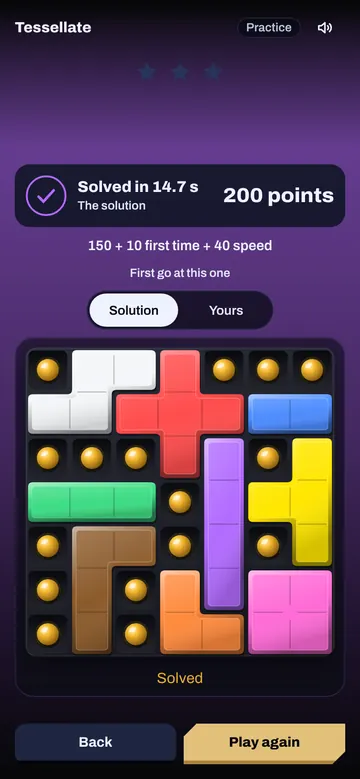 Tessellate
Practice
Solved in 14.7 s
The solution
200 points
150 + 10 first time + 40 speed
First go at this one
Solution
Yours
Solved
Back
Play again